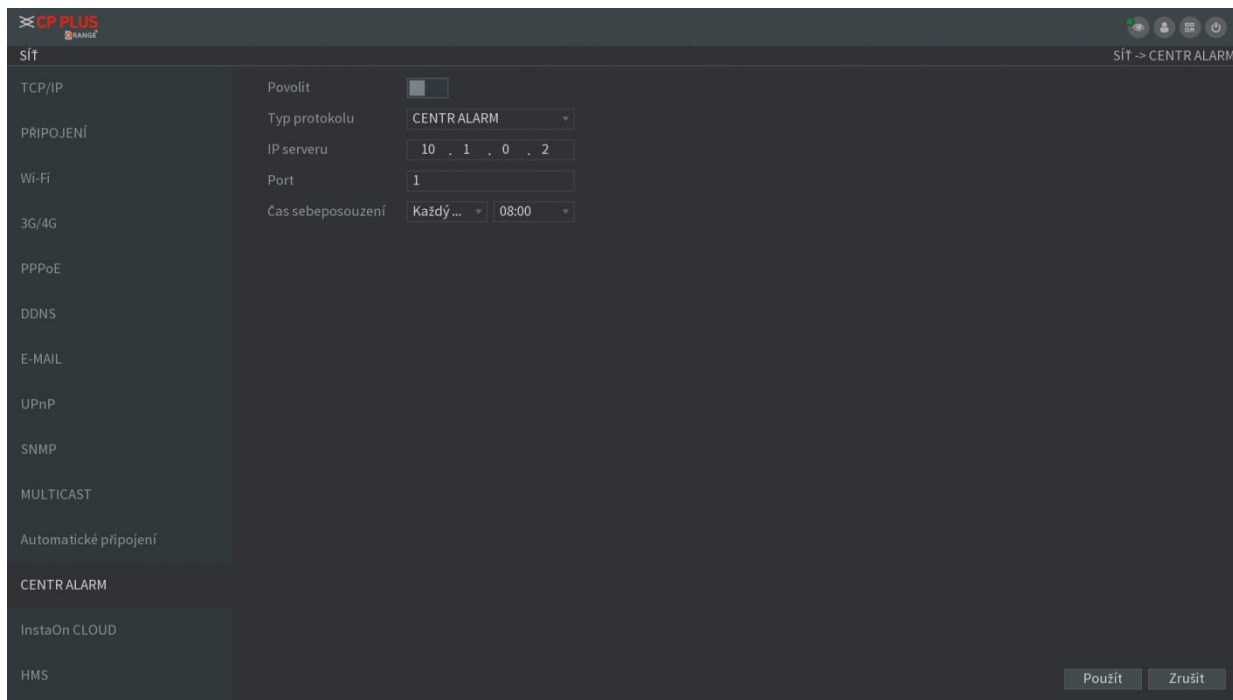 CP PLUS
ORANGE
SÍŤ
SÍŤ -> CENTR ALARM
TCP/IP
PŘIPOJENÍ
Wi-Fi
3G/4G
PPPoE
DDNS
E-MAIL
UPnP
SNMP
MULTICAST
Automatické připojení
CENTR ALARM
InstaOn CLOUD
HMS
Povolit
Typ protokolu CENTR ALARM
IP serveru 10 . 1 . 0 . 2
Port 1
Čas sebeposouzení Každý ... 08:00
Použít Zrušit